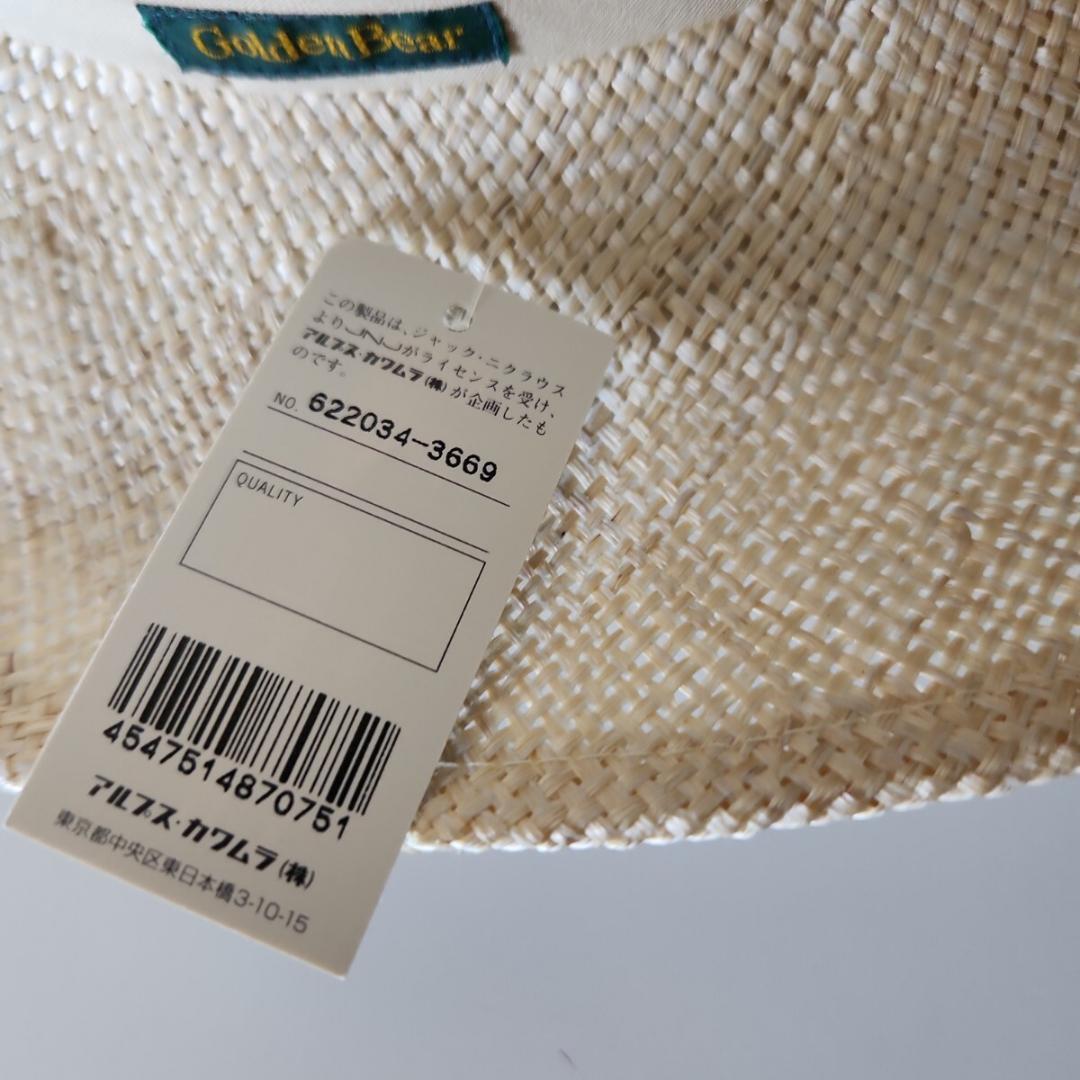 Golden Bear
この製品は、ジャック・ニクラウス
よりJNJがライセンスを受け、
アルプス・カワムラ(株)が企画したも
のです。
NO. 622034-3669
QUALITY
4547514870751
アルプス・カワムラ(株)
東京都中央区東日本橋3-10-15